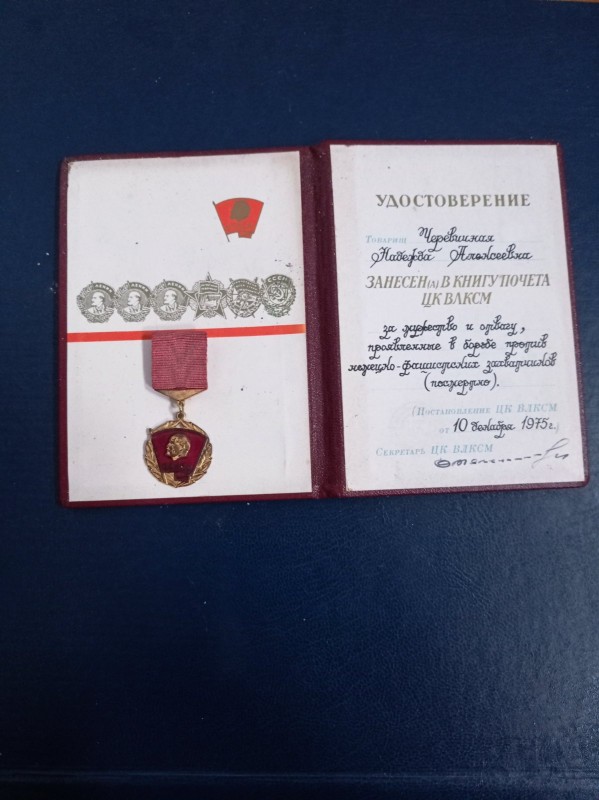 УДОСТОВЕРЕНИЕ
Товарищ Черевичная
Надежда Алексеевна
ЗАНЕСЕН(А) В КНИГУ ПОЧЕТА
ЦК ВЛКСМ
за мужество и отвагу,
проявленные в борьбе против
немецко-фашистских захватчиков
(посмертно).
(Постановление ЦК ВЛКСМ
от 10 декабря 1975 г.)
Секретарь ЦК ВЛКСМ